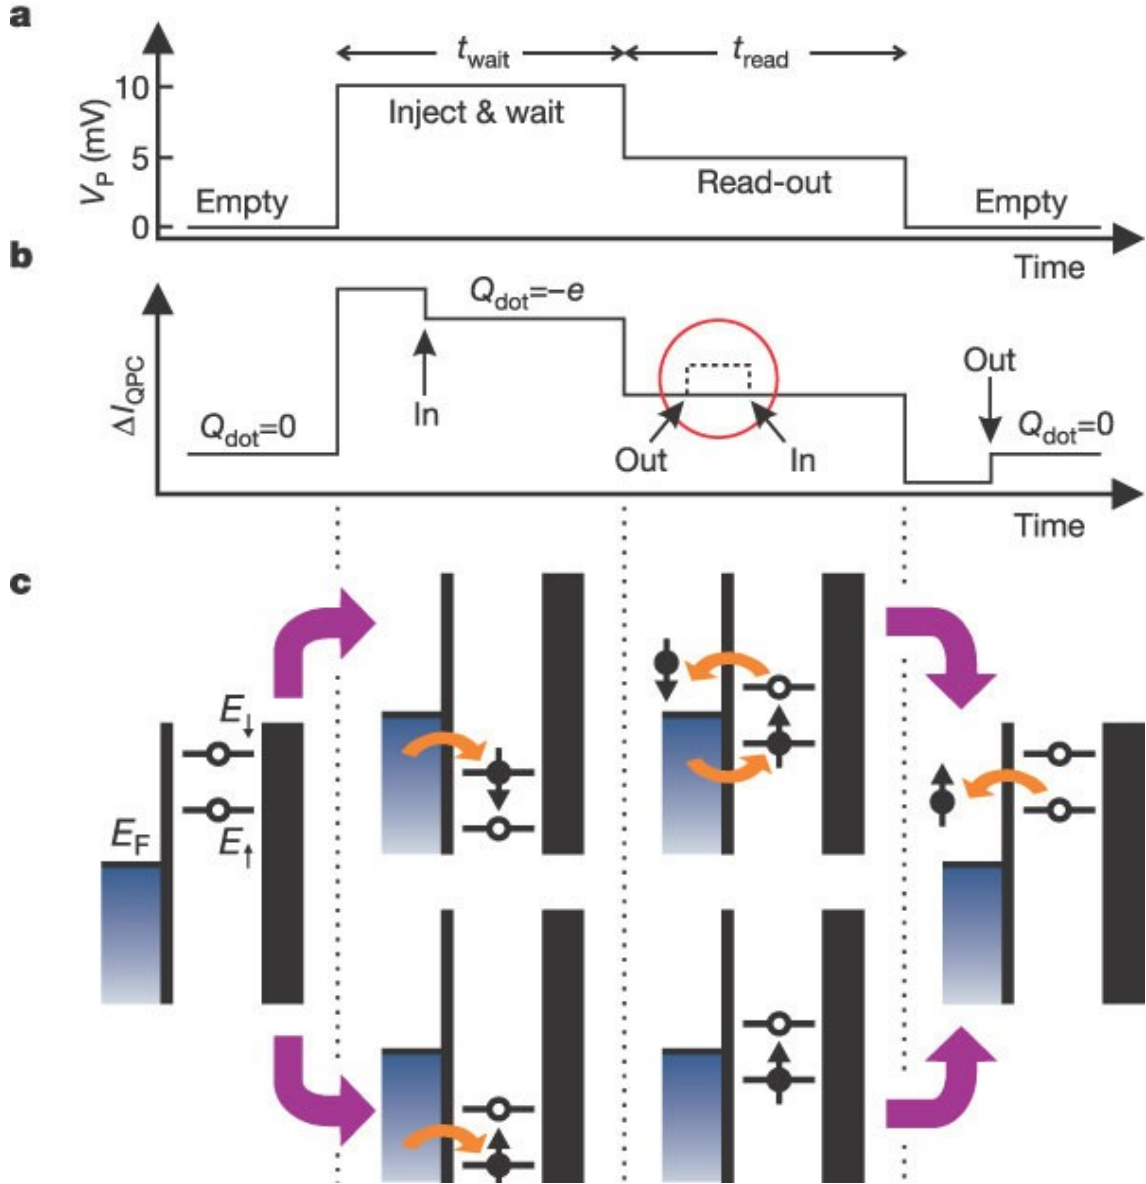 a
t_wait
t_read
10
Inject & wait
V_P (mV)
5
Read-out
Empty
Empty
0
Time
b
Q_dot=–e
ΔI_QPC
Out
In
Q_dot=0
Q_dot=0
Out
In
Time
c
E↓
E_F
E↑